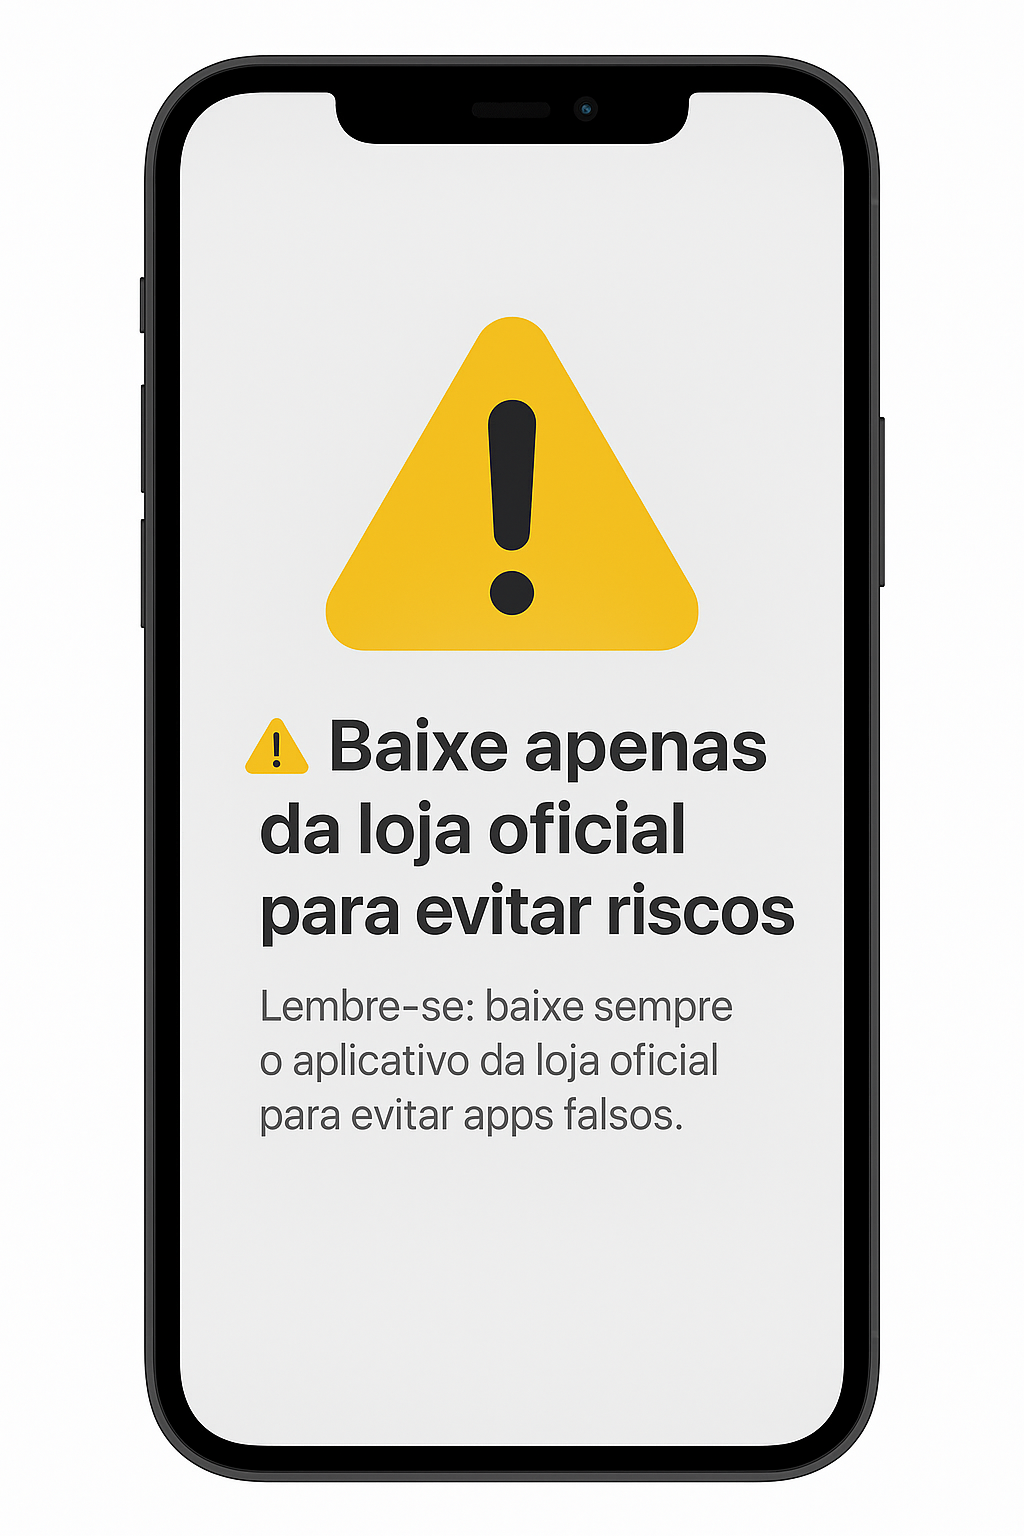 ⚠️ Baixe apenas
da loja oficial
para evitar riscos
Lembre-se: baixe sempre
o aplicativo da loja oficial
para evitar apps falsos.